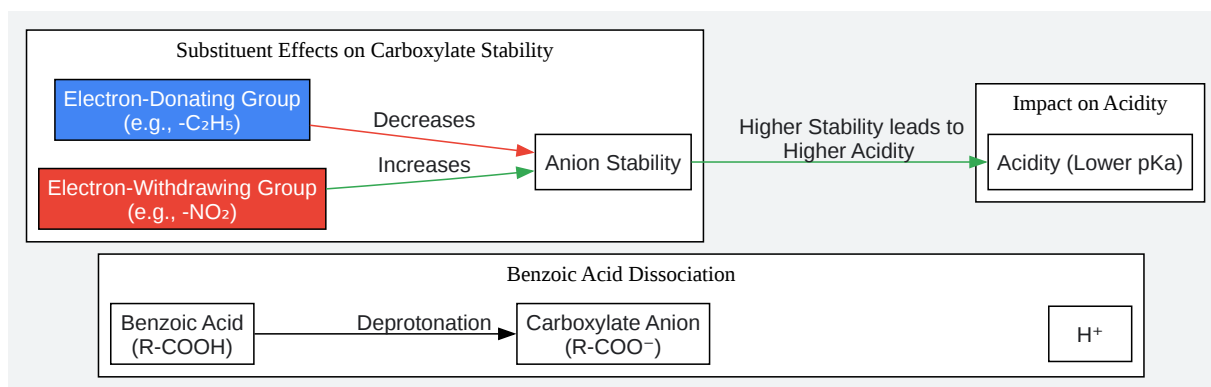 Substituent Effects on Carboxylate Stability
Electron-Donating Group
(e.g., -C₂H₅)
Decreases
Electron-Withdrawing Group
(e.g., -NO₂)
Increases
Anion Stability
Higher Stability leads to
Higher Acidity
Impact on Acidity
Acidity (Lower pKa)
Benzoic Acid Dissociation
Benzoic Acid
(R-COOH)
Deprotonation
Carboxylate Anion
(R-COO⁻)
H⁺